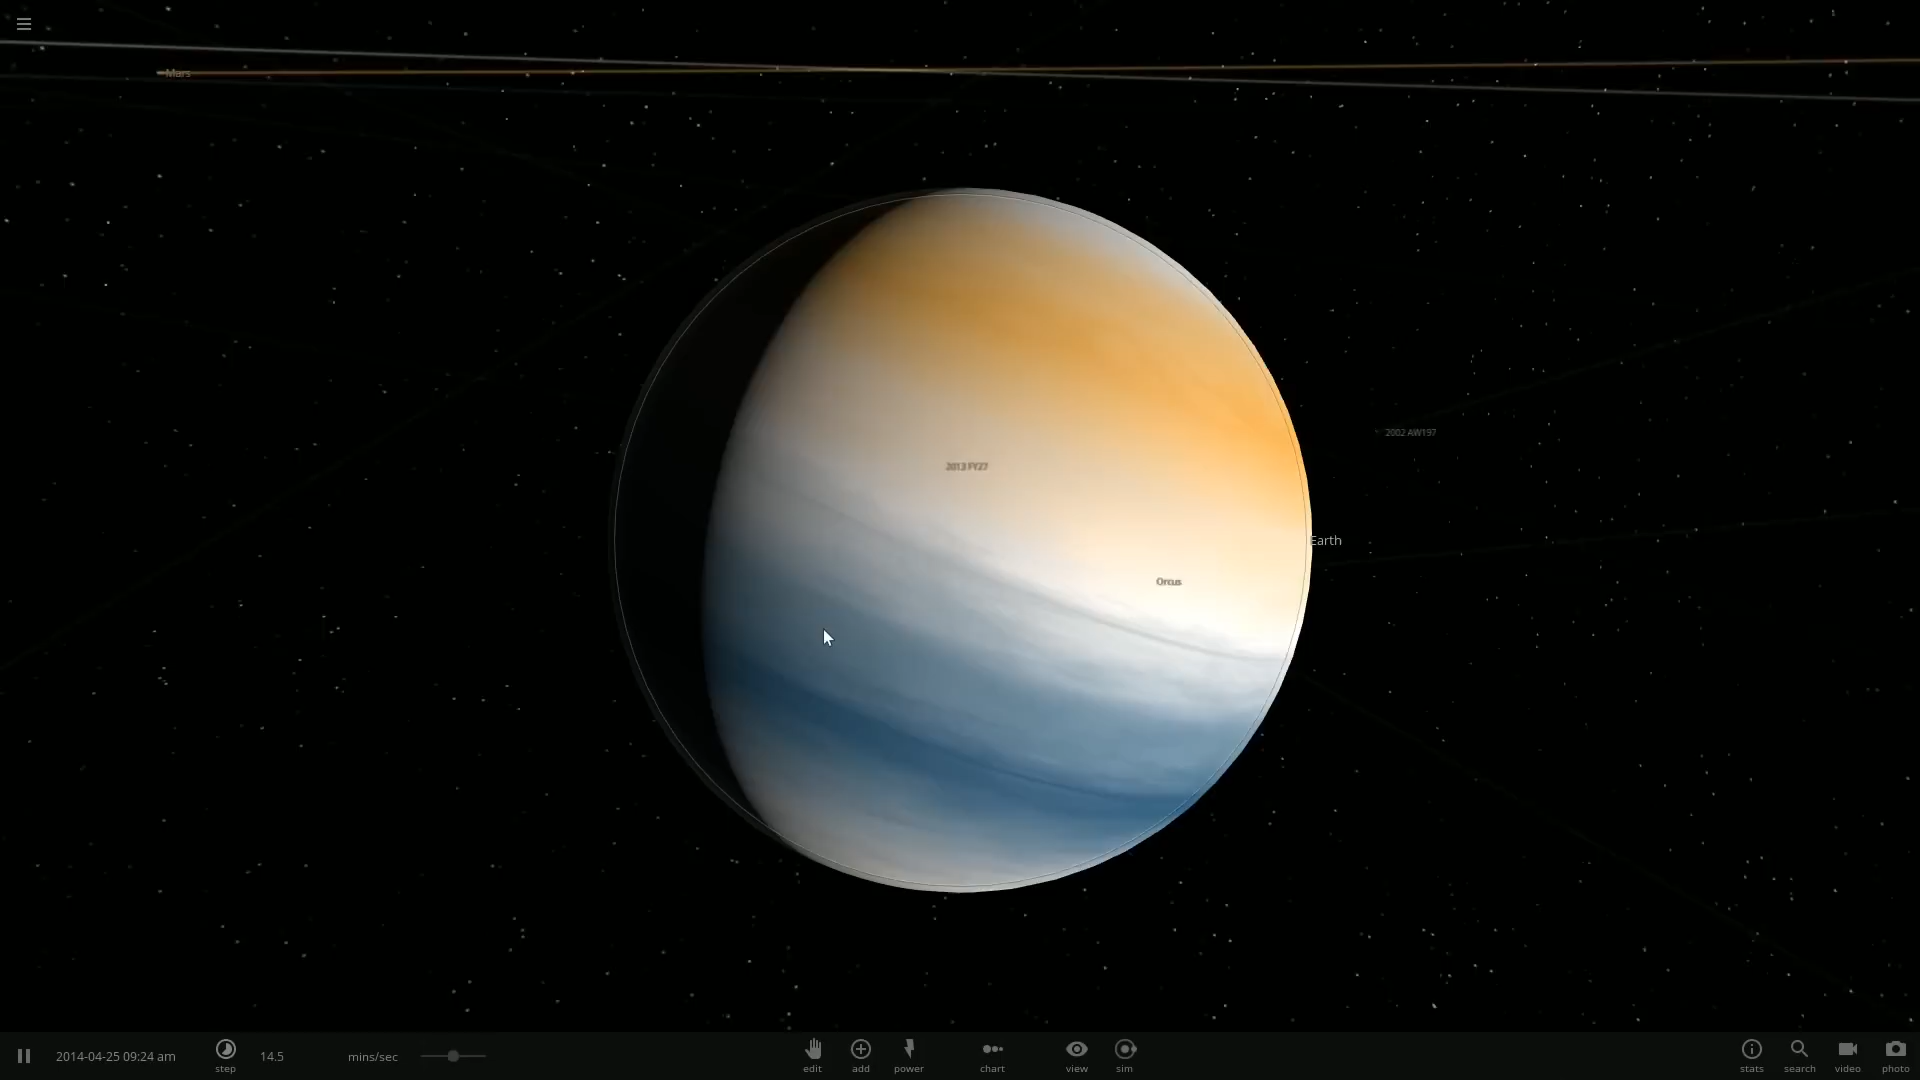 Mars
2002 AW197
2013 FY27
Earth
Orcus
2014-04-25 09:24 am
step
14.5
mins/sec
edit
add
power
chart
view
sim
stats
search
video
photo